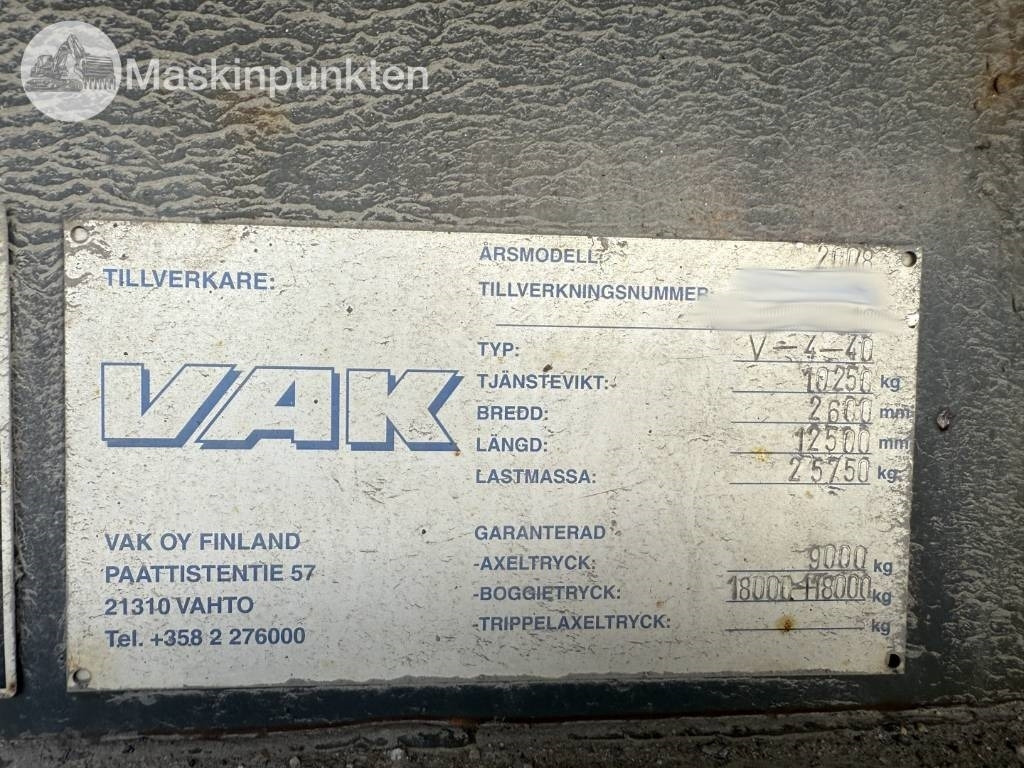 Maskinpunkten
TILLVERKARE:
VAK
VAK OY FINLAND
PAATTISTENTIE 57
21310 VAHTO
Tel. +358 2 276000
ÅRSMODELL: 2008
TILLVERKNINGSNUMMER:
TYP: V-4-40
TJÄNSTEVIKT: 10250 kg
BREDD: 2600 mm
LÄNGD: 12500 mm
LASTMASSA: 25750 kg.
GARANTERAD
-AXELTRYCK: 9000 kg
-BOGGIETRYCK: 18000+18000 kg
-TRIPPELAXELTRYCK: kg